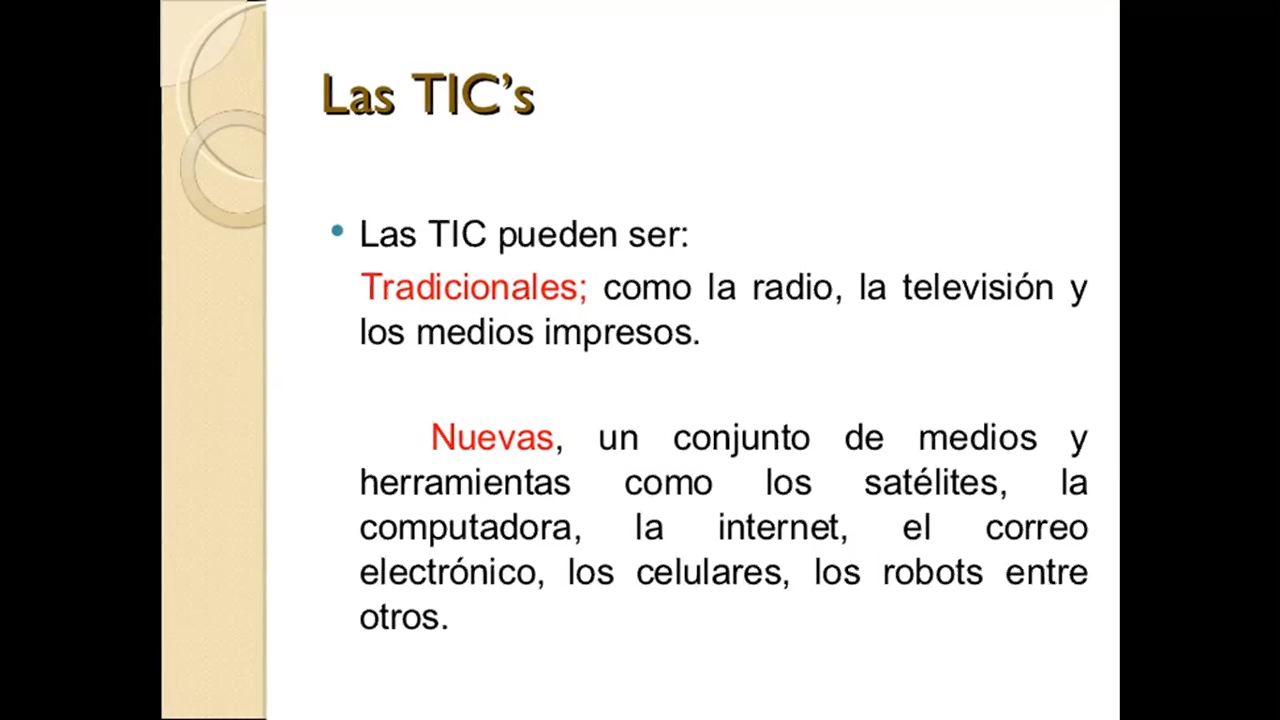 Las TIC’s
• Las TIC pueden ser:
Tradicionales; como la radio, la televisión y
los medios impresos.
Nuevas, un conjunto de medios y
herramientas como los satélites, la
computadora, la internet, el correo
electrónico, los celulares, los robots entre
otros.